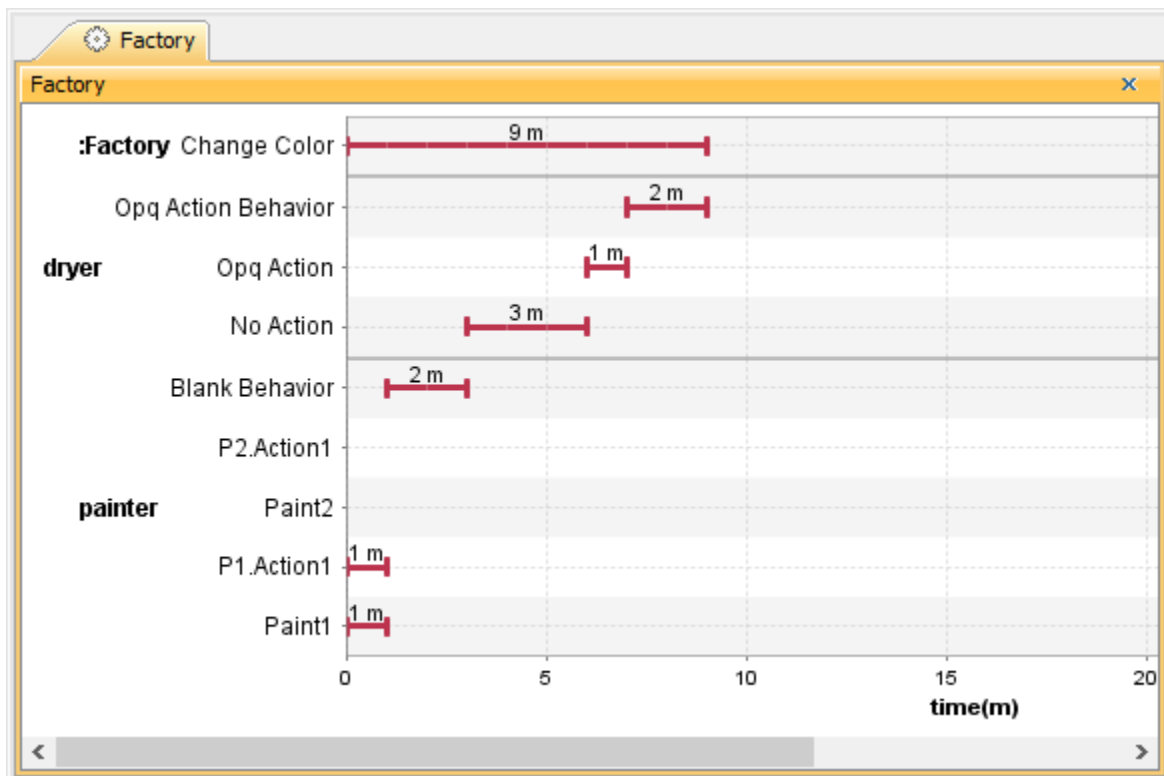 Factory
Factory
:Factory Change Color 9 m
Opq Action Behavior 2 m
dryer Opq Action 1 m
No Action 3 m
Blank Behavior 2 m
P2.Action1
painter Paint2
P1.Action1 1 m
Paint1 1 m
0 5 10 15 20
time(m)